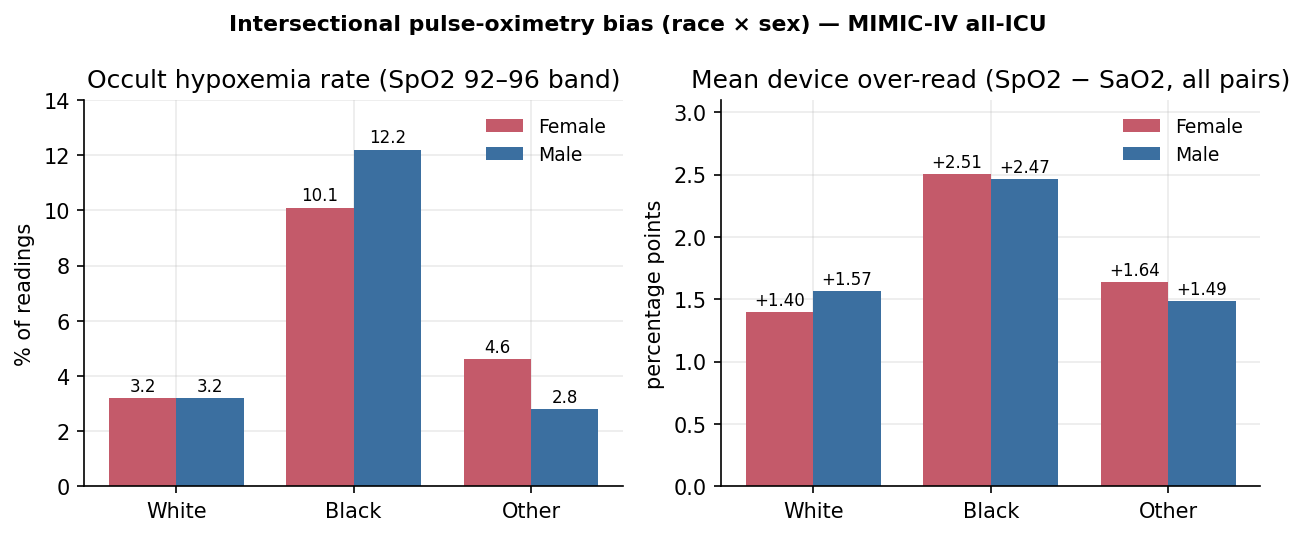 Intersectional pulse-oximetry bias (race × sex) — MIMIC-IV all-ICU
Occult hypoxemia rate (SpO2 92–96 band)
% of readings
14
12
10
8
6
4
2
0
Female
Male
3.2
3.2
10.1
12.2
4.6
2.8
White
Black
Other
Mean device over-read (SpO2 − SaO2, all pairs)
percentage points
3.0
2.5
2.0
1.5
1.0
0.5
0.0
Female
Male
+1.40
+1.57
+2.51
+2.47
+1.64
+1.49
White
Black
Other